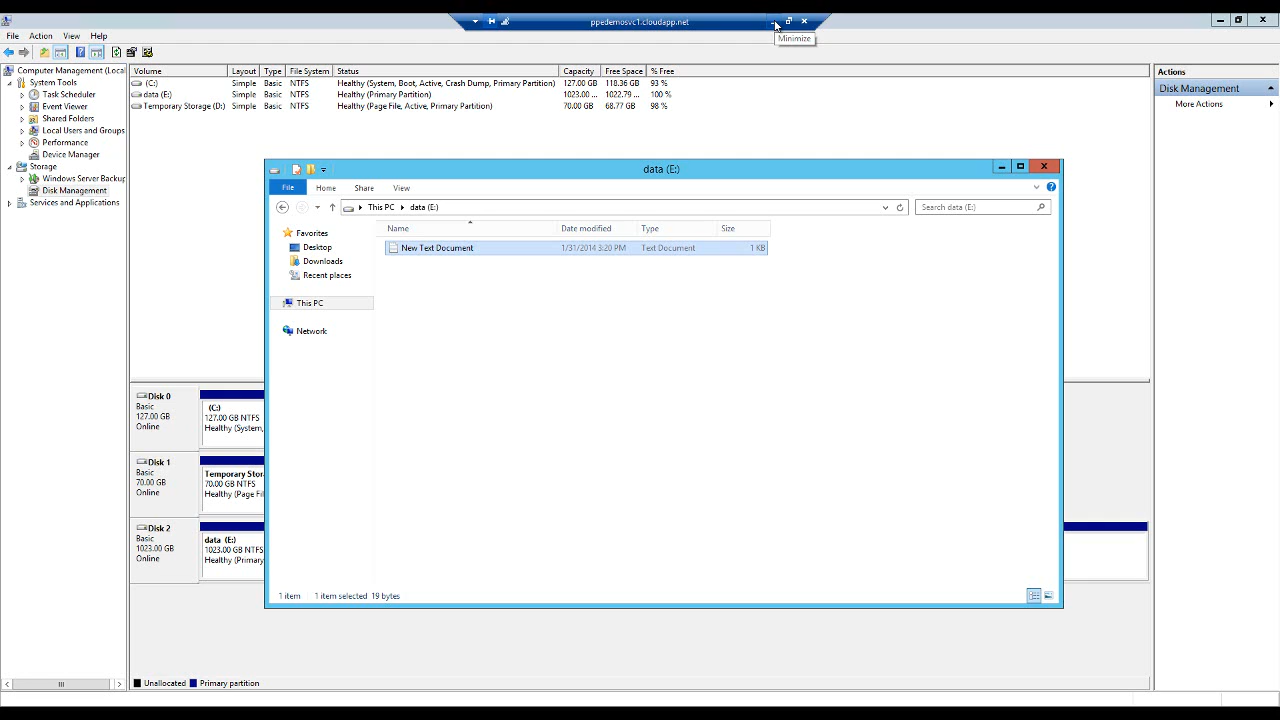 ppedemosvc1.cloudapp.net
Minimize
File Action View Help
Computer Management (Local
System Tools
Task Scheduler
Event Viewer
Shared Folders
Local Users and Groups
Performance
Device Manager
Storage
Windows Server Backup
Disk Management
Services and Applications
Volume Layout Type File System Status Capacity Free Space % Free
(C:) Simple Basic NTFS Healthy (System, Boot, Active, Crash Dump, Primary Partition) 127.00 GB 118.36 GB 93 %
data (E:) Simple Basic NTFS Healthy (Primary Partition) 1023.00 ... 1022.79 ... 100 %
Temporary Storage (D:) Simple Basic NTFS Healthy (Page File, Active, Primary Partition) 70.00 GB 68.77 GB 98 %
Actions
Disk Management
More Actions
data (E:)
File Home Share View
This PC data (E:)
Search data (E:)
Favorites
Desktop
Downloads
Recent places
This PC
Network
Name Date modified Type Size
New Text Document 1/31/2014 3:20 PM Text Document 1 KB
1 item 1 item selected 19 bytes
Disk 0
Basic
127.00 GB
Online
(C:)
127.00 GB NTFS
Healthy (System,
Disk 1
Basic
70.00 GB
Online
Temporary Stor
70.00 GB NTFS
Healthy (Page Fil
Disk 2
Basic
1023.00 GB
Online
data (E:)
1023.00 GB NTFS
Healthy (Primary
Unallocated Primary partition